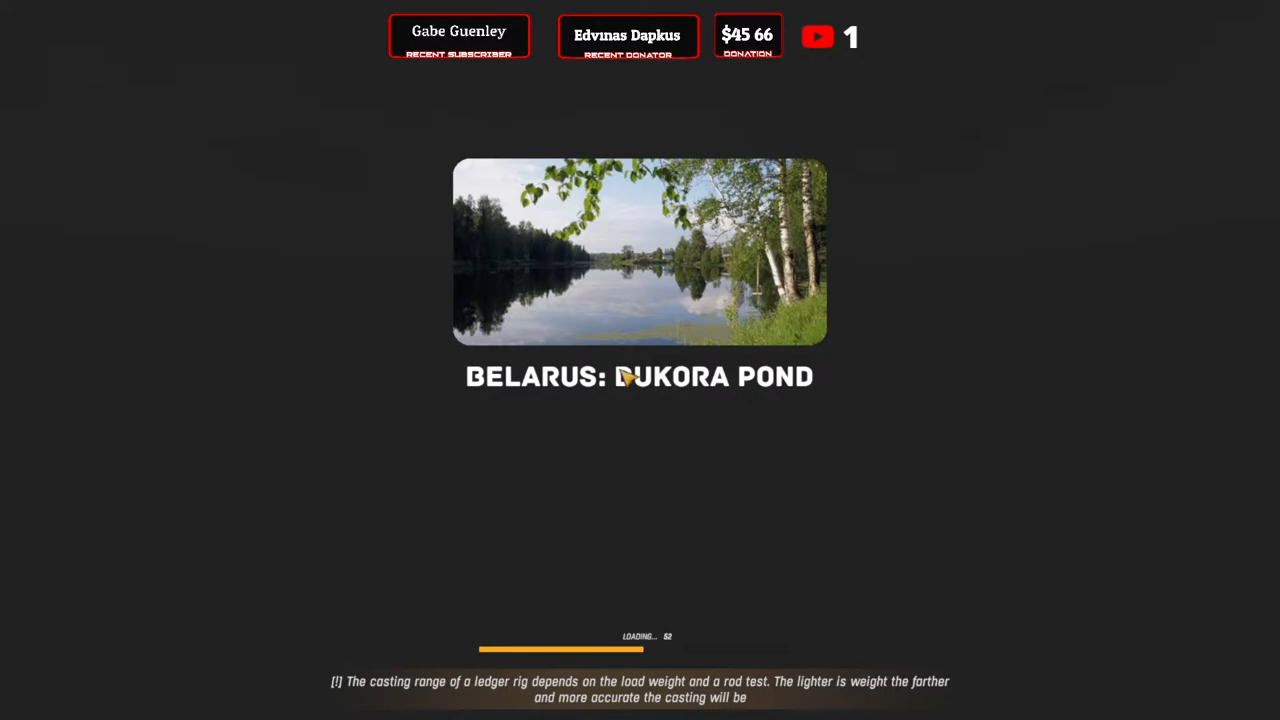 Gabe Guenley
RECENT SUBSCRIBER
Edvinas Dapkus
RECENT DONATOR
$45 66
DONATION
1
BELARUS: DUKORA POND
LOADING... 52
[!] The casting range of a ledger rig depends on the load weight and a rod test. The lighter is weight the farther
and more accurate the casting will be